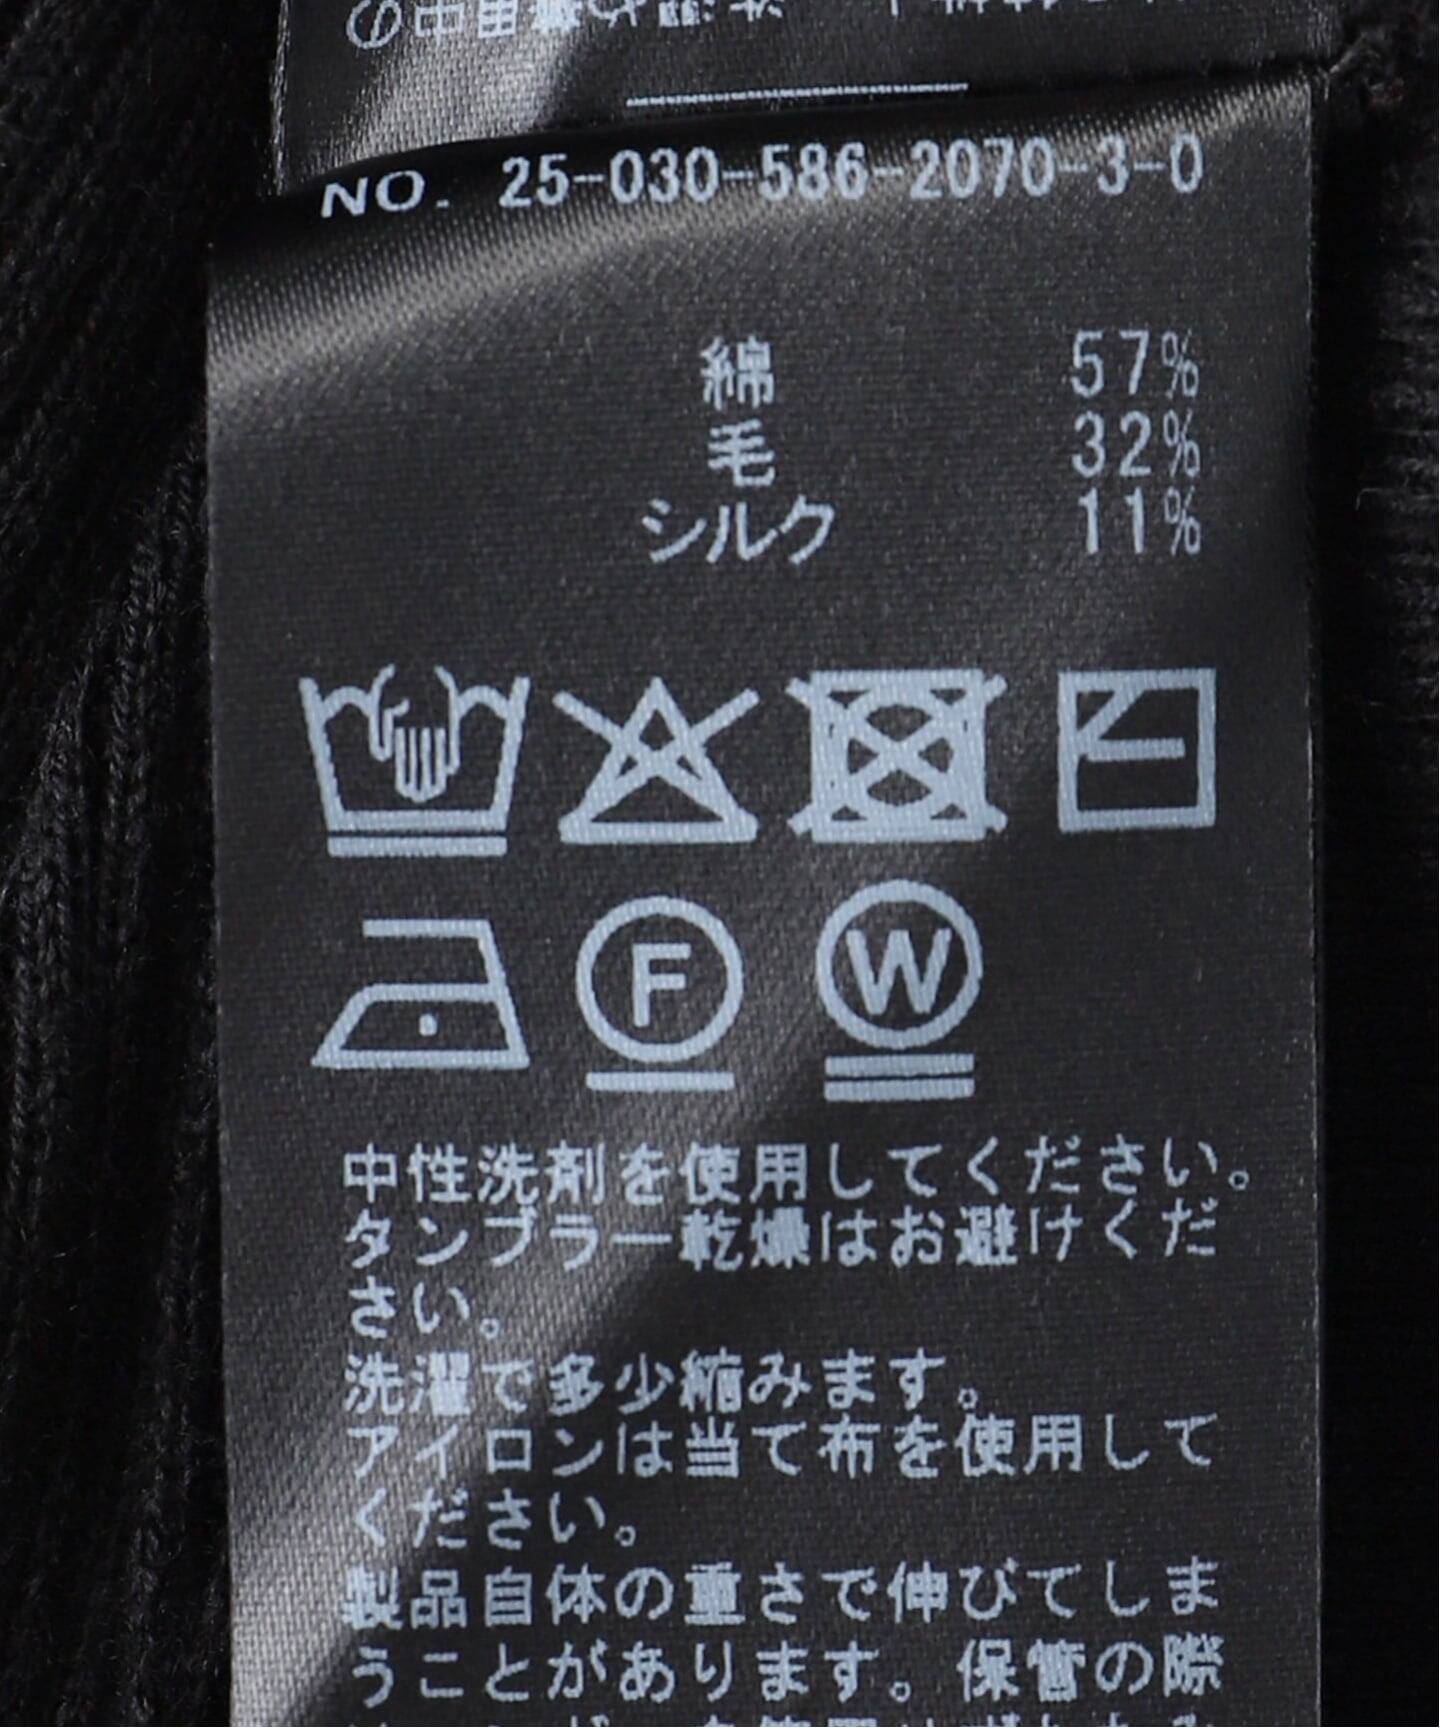 NO. 25-030-586-2070-3-0
綿 57%
毛 32%
シルク 11%
F
W
中性洗剤を使用してください。
タンブラー乾燥はお避けくだ
さい。
洗濯で多少縮みます。
アイロンは当て布を使用して
ください。
製品自体の重さで伸びてしま
うことがあります。保管の際